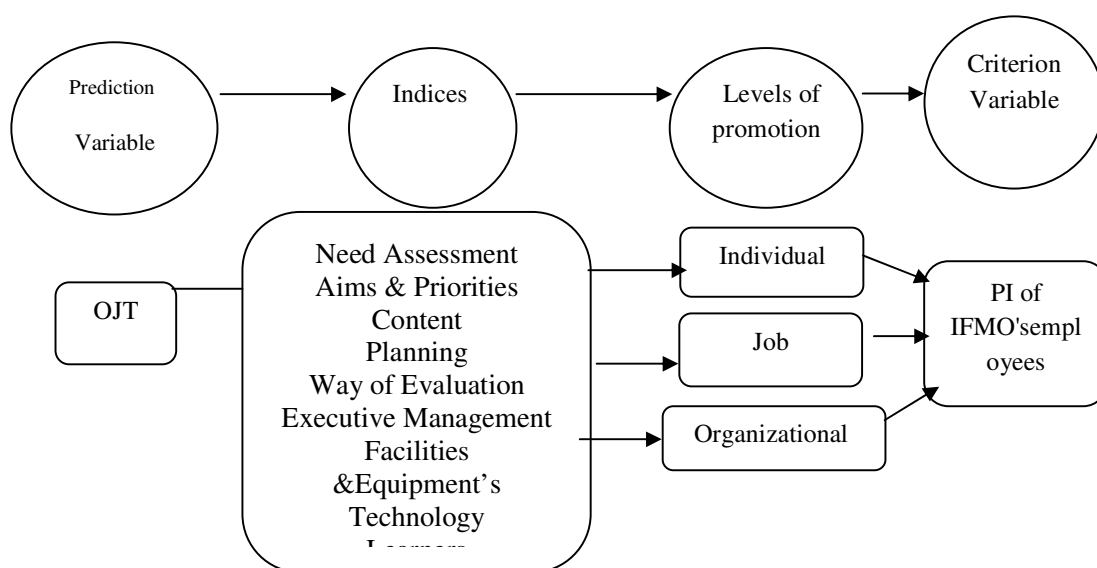 Prediction
Variable
Indices
Levels of
promotion
Criterion
Variable
OJT
Need Assessment
Aims & Priorities
Content
Planning
Way of Evaluation
Executive Management
Facilities
&Equipment’s
Technology
Individual
Job
Organizational
PI of
IFMO'sempl
oyees